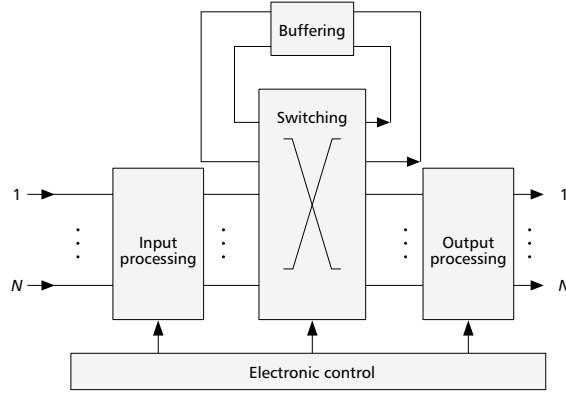 Buffering
Switching
1
1
Input
processing
Output
processing
N
N
Electronic control